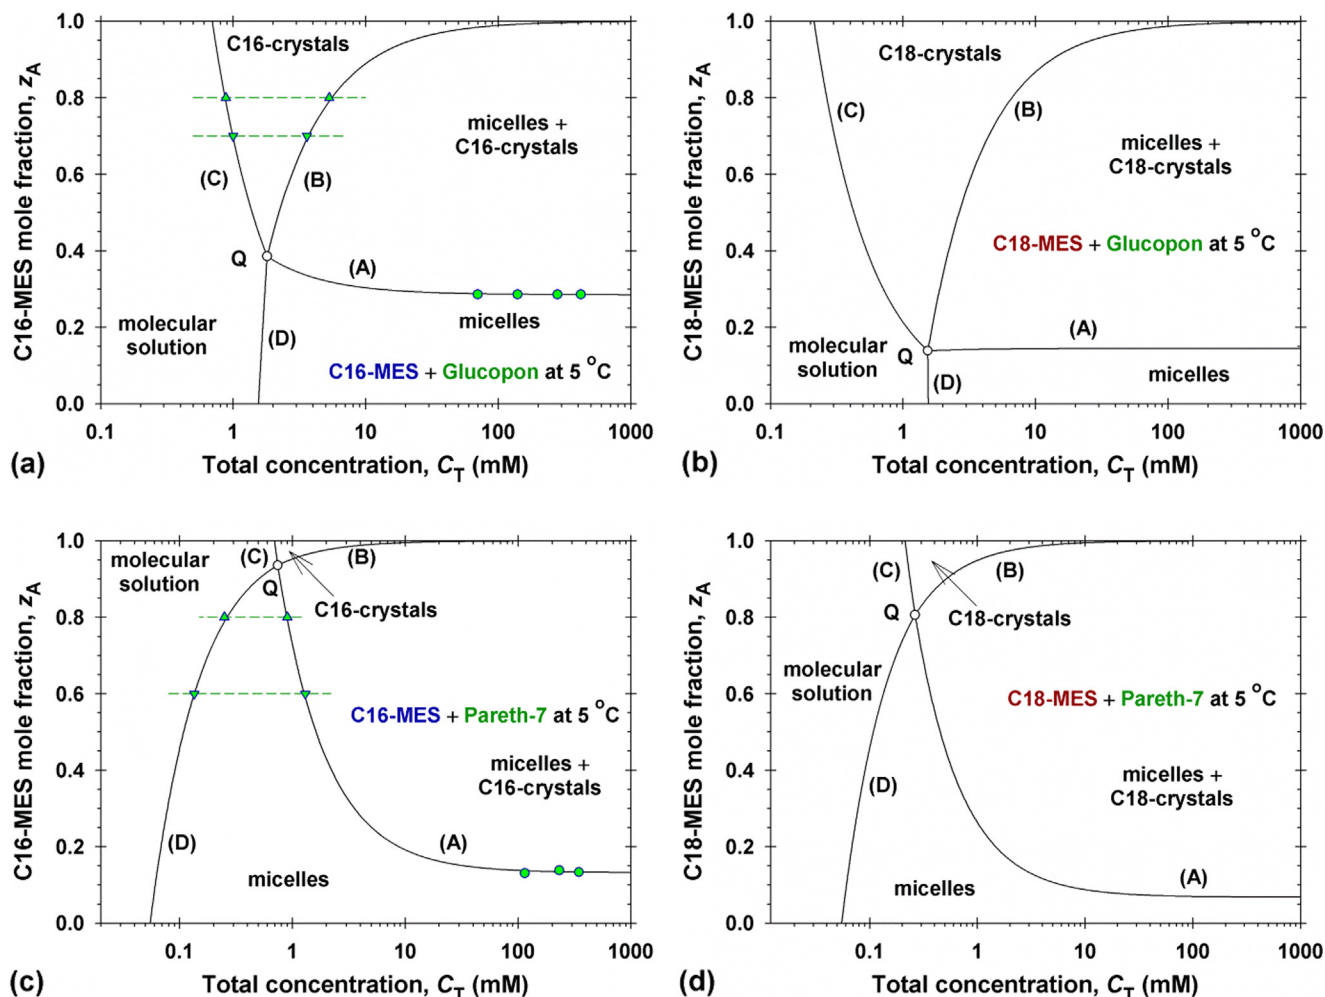 C16-MES mole fraction, zA
1.0
0.8
0.6
0.4
0.2
0.0
C16-crystals
(C)
(B)
micelles +
C16-crystals
Q
(A)
molecular
solution
micelles
(D)
C16-MES + Glucopon at 5 °C
0.1 1 10 100 1000
(a) Total concentration, CT (mM)
C18-MES mole fraction, zA
1.0
0.8
0.6
0.4
0.2
0.0
C18-crystals
(C)
(B)
micelles +
C18-crystals
C18-MES + Glucopon at 5 °C
molecular
solution
Q
(A)
(D)
micelles
0.1 1 10 100 1000
(b) Total concentration, CT (mM)
C16-MES mole fraction, zA
1.0
0.8
0.6
0.4
0.2
0.0
molecular
solution
(C)
(B)
Q
C16-crystals
C16-MES + Pareth-7 at 5 °C
micelles +
C16-crystals
(D)
(A)
micelles
0.1 1 10 100 1000
(c) Total concentration, CT (mM)
C18-MES mole fraction, zA
1.0
0.8
0.6
0.4
0.2
0.0
(C)
(B)
Q
C18-crystals
molecular
solution
C18-MES + Pareth-7 at 5 °C
(D)
micelles +
C18-crystals
micelles
(A)
0.1 1 10 100 1000
(d) Total concentration, CT (mM)